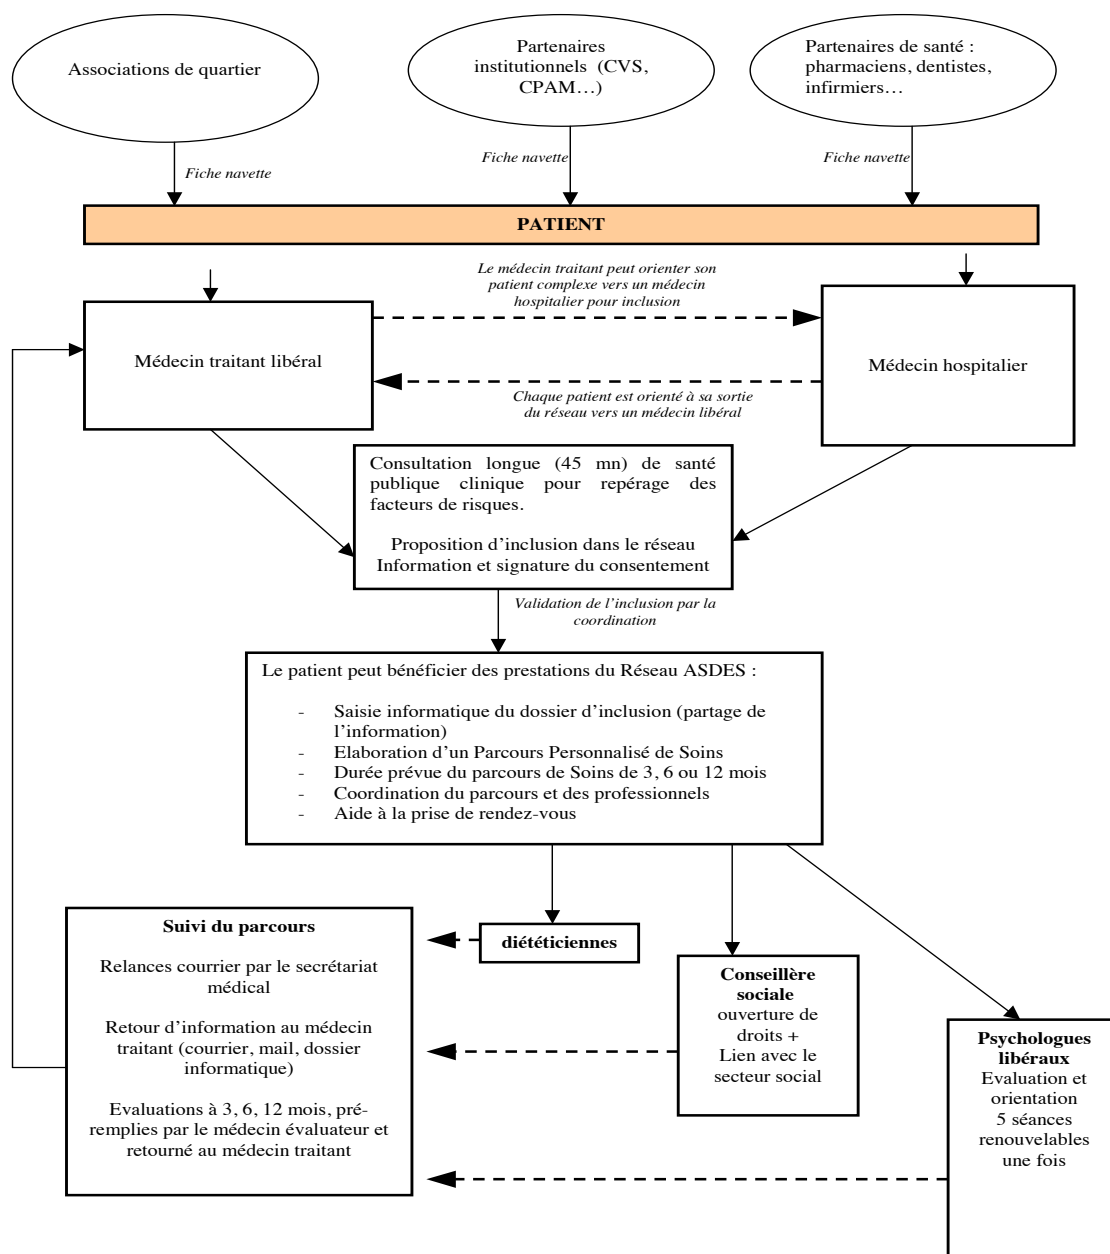 Associations de quartier
Partenaires
institutionnels (CVS,
CPAM…)
Partenaires de santé :
pharmaciens, dentistes,
infirmiers…
Fiche navette
Fiche navette
Fiche navette
PATIENT
Le médecin traitant peut orienter son
patient complexe vers un médecin
hospitalier pour inclusion
Médecin traitant libéral
Médecin hospitalier
Chaque patient est orienté à sa sortie
du réseau vers un médecin libéral
Consultation longue (45 mn) de santé
publique clinique pour repérage des
facteurs de risques.
Proposition d’inclusion dans le réseau
Information et signature du consentement
Validation de l’inclusion par la
coordination
Le patient peut bénéficier des prestations du Réseau ASDES :
- Saisie informatique du dossier d’inclusion (partage de
l’information)
- Elaboration d’un Parcours Personnalisé de Soins
- Durée prévue du parcours de Soins de 3, 6 ou 12 mois
- Coordination du parcours et des professionnels
- Aide à la prise de rendez-vous
Suivi du parcours
Relances courrier par le secrétariat
médical
Retour d’information au médecin
traitant (courrier, mail, dossier
informatique)
Evaluations à 3, 6, 12 mois, pré-
remplies par le médecin évaluateur et
retourné au médecin traitant
diététiciennes
Conseillère
sociale
ouverture de
droits +
Lien avec le
secteur social
Psychologues
libéraux
Evaluation et
orientation
5 séances
renouvelables
une fois